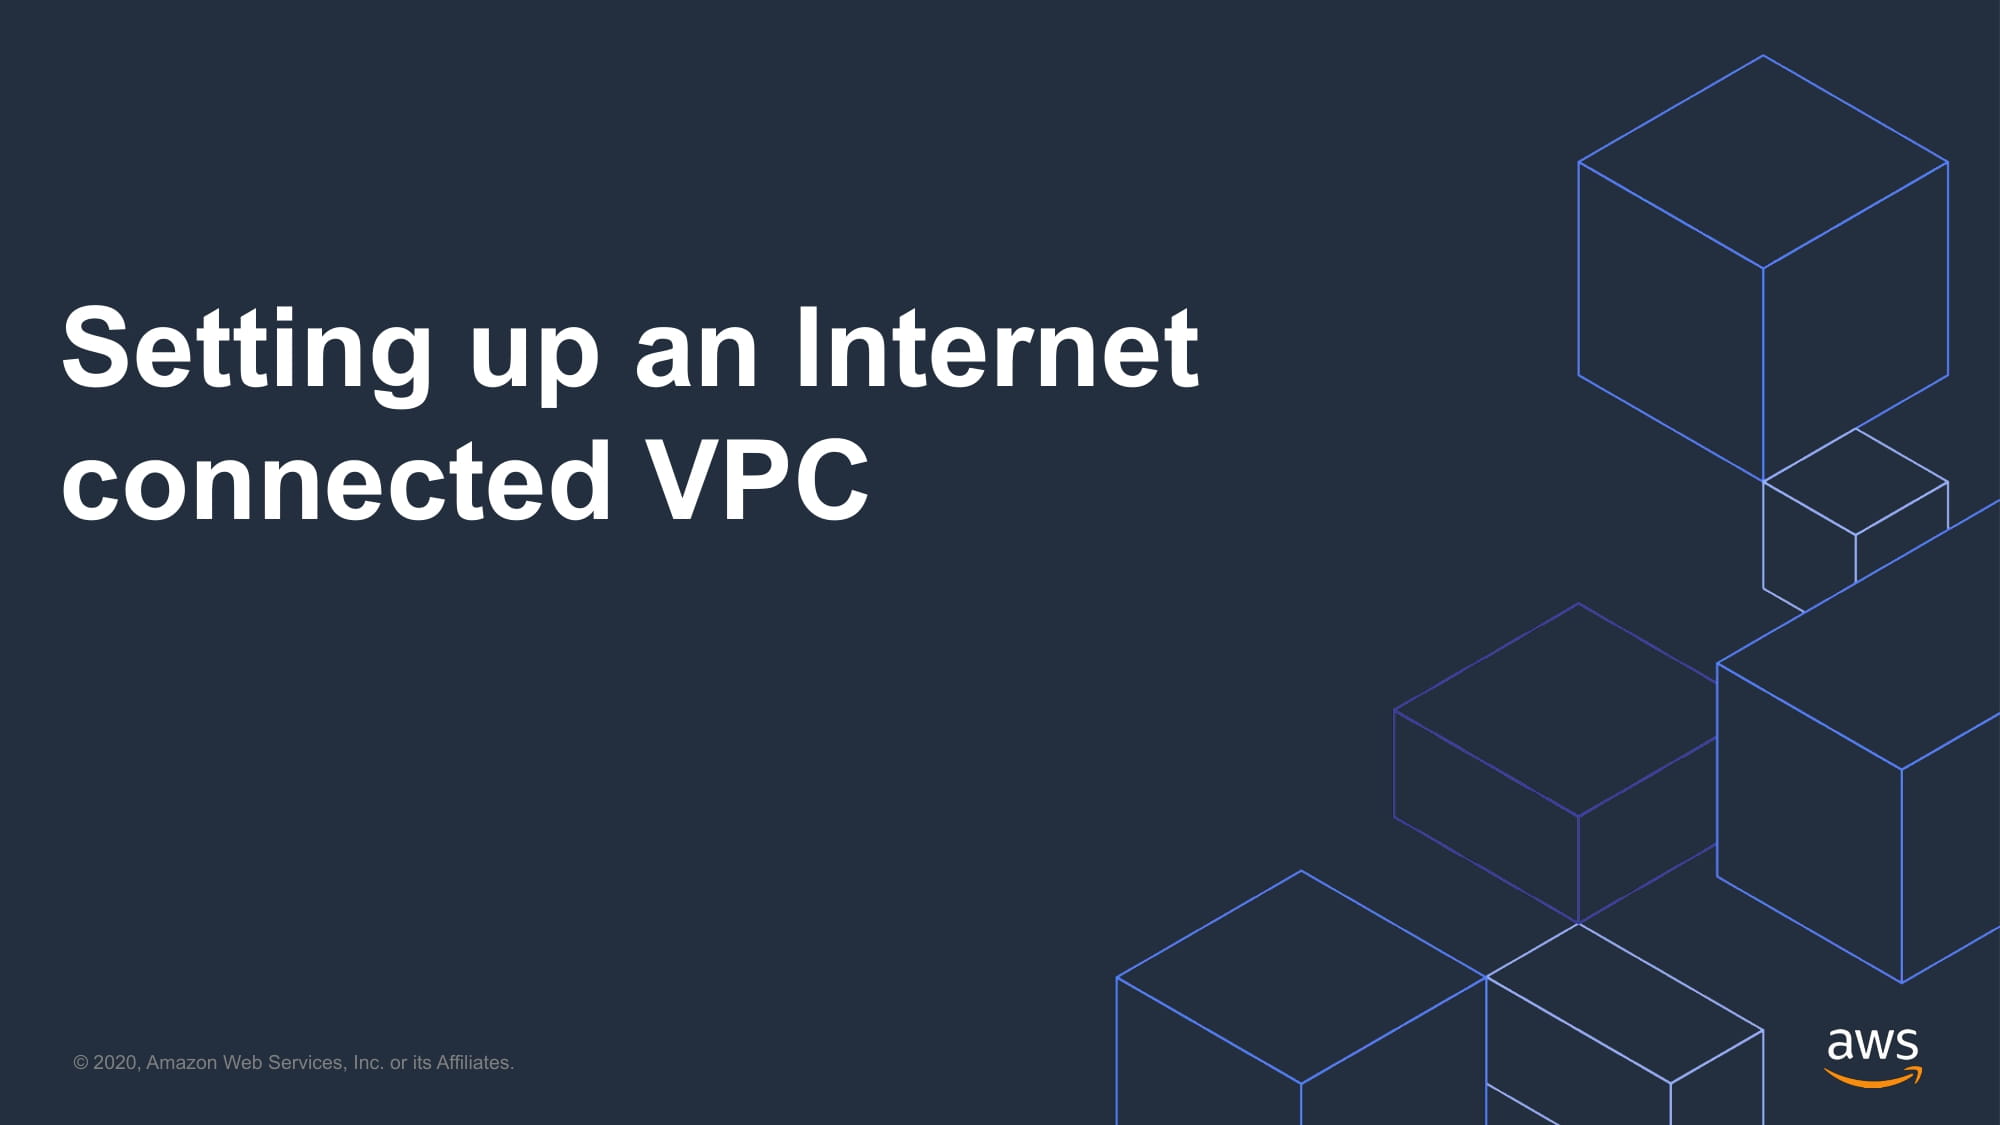 Setting up an Internet
connected VPC
© 2020, Amazon Web Services, Inc. or its Affiliates.
aws